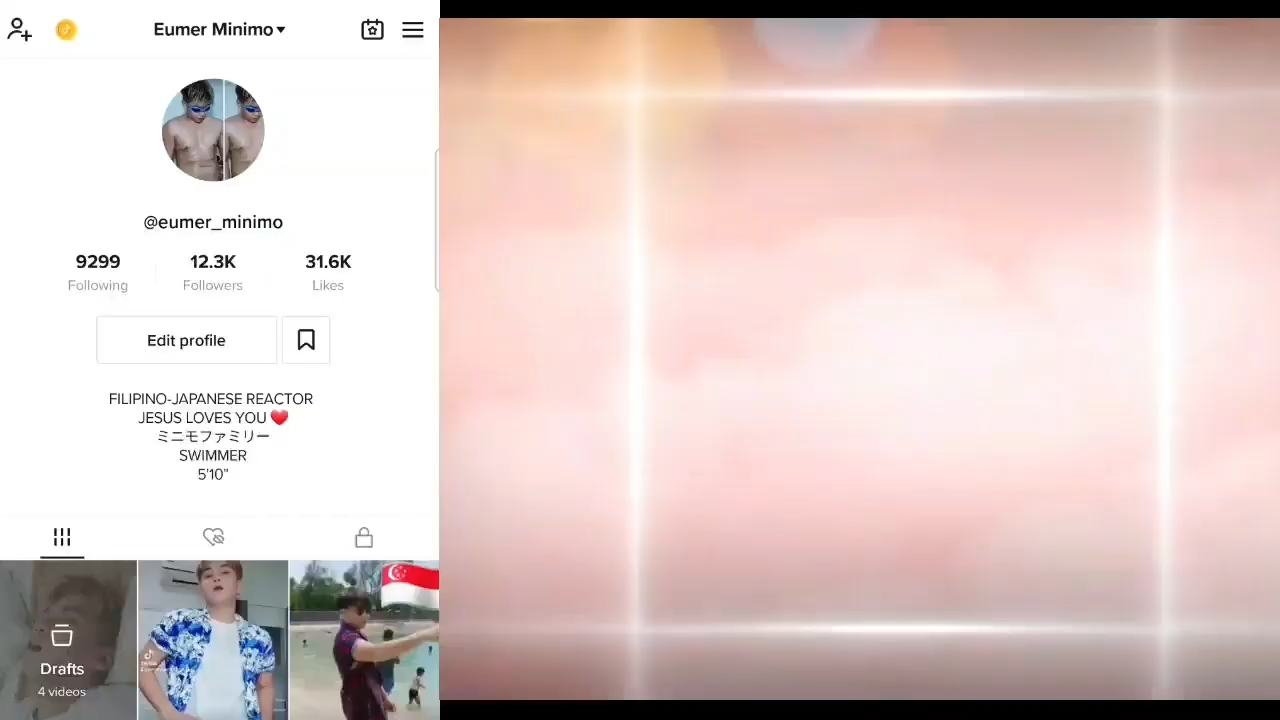 Eumer Minimo
@eumer_minimo
9299 12.3K 31.6K
Following Followers Likes
Edit profile
FILIPINO-JAPANESE REACTOR
JESUS LOVES YOU ❤️
ミニモファミリー
SWIMMER
5'10"
Drafts
4 videos